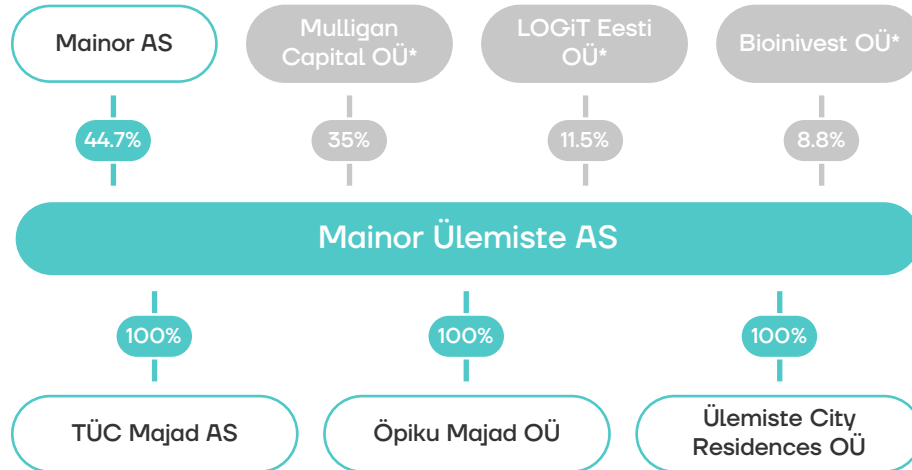 Mainor AS
Mulligan
Capital OÜ*
LOGiT Eesti
OÜ*
Bioinivest OÜ*
44.7%
35%
11.5%
8.8%
Mainor Ülemiste AS
100%
100%
100%
TÜC Majad AS
Öpiku Majad OÜ
Ülemiste City
Residences OÜ